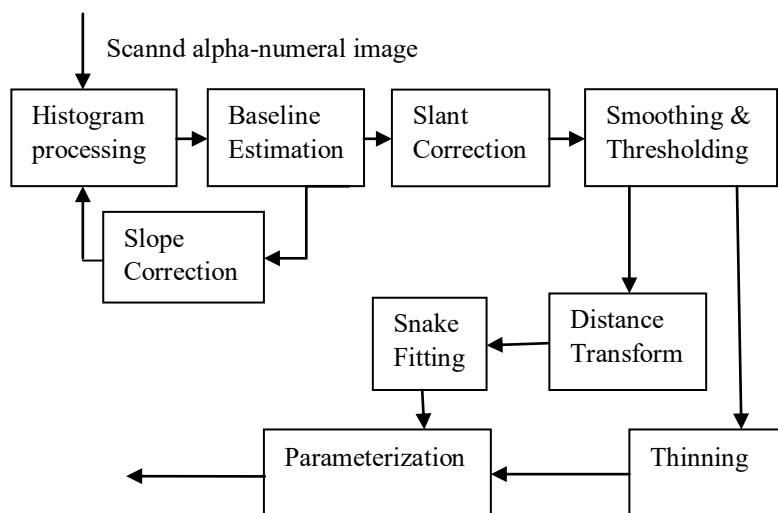 Scannd alpha-numeral image
Histogram
processing
Baseline
Estimation
Slant
Correction
Smoothing &
Thresholding
Slope
Correction
Snake
Fitting
Distance
Transform
Parameterization
Thinning